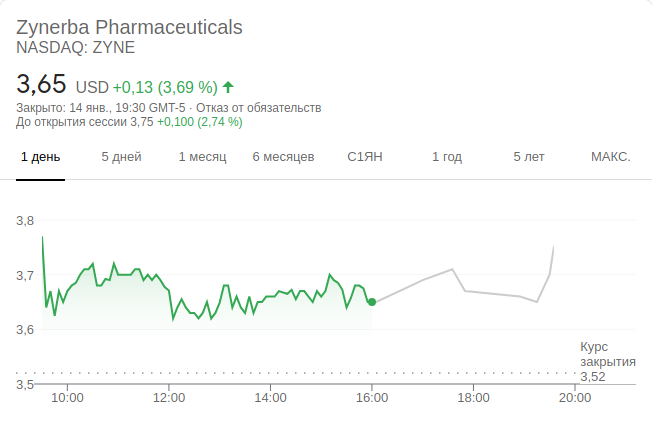 Zynerba Pharmaceuticals
NASDAQ: ZYNE
3,65 USD +0,13 (3,69 %)
Закрыто: 14 янв., 19:30 GMT-5 · Отказ от обязательств
До открытия сессии 3,75 +0,100 (2,74 %)
1 день 5 дней 1 месяц 6 месяцев С1ЯН 1 год 5 лет МАКС.
3,8
3,7
3,6
Курс
закрытия
3,52
3,5
10:00 12:00 14:00 16:00 18:00 20:00